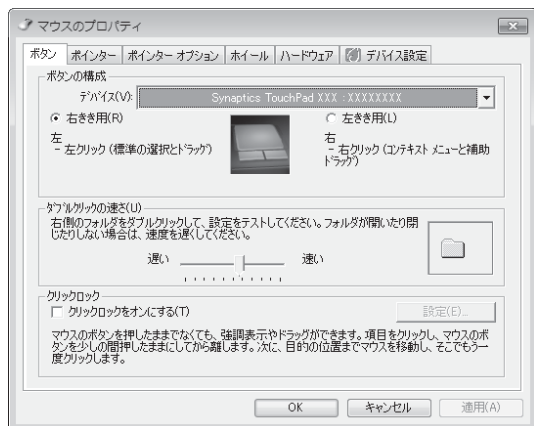 マウスのプロパティ
ボタン ポインター ポインター オプション ホイール ハードウェア デバイス設定
ボタンの構成
デバイス(V): Synaptics TouchPad XXX : XXXXXXXX
右きき用(R) 左きき用(L)
左 右
- 左クリック (標準の選択とドラッグ) - 右クリック (コンテキスト メニューと補助
ドラッグ)
ダブルクリックの速さ(U)
右側のフォルダをダブルクリックして、設定をテストしてください。フォルダが開いたり閉
じたりしない場合は、速度を遅くしてください。
遅い 速い
クリックロック
クリックロックをオンにする(T) 設定(E)...
マウスのボタンを押したままでなくても、強調表示やドラッグができます。項目をクリックし、マウスのボ
タンを少しの間押したままにしてから離します。次に、目的の位置までマウスを移動し、そこでもう一
度クリックします。
OK キャンセル 適用(A)